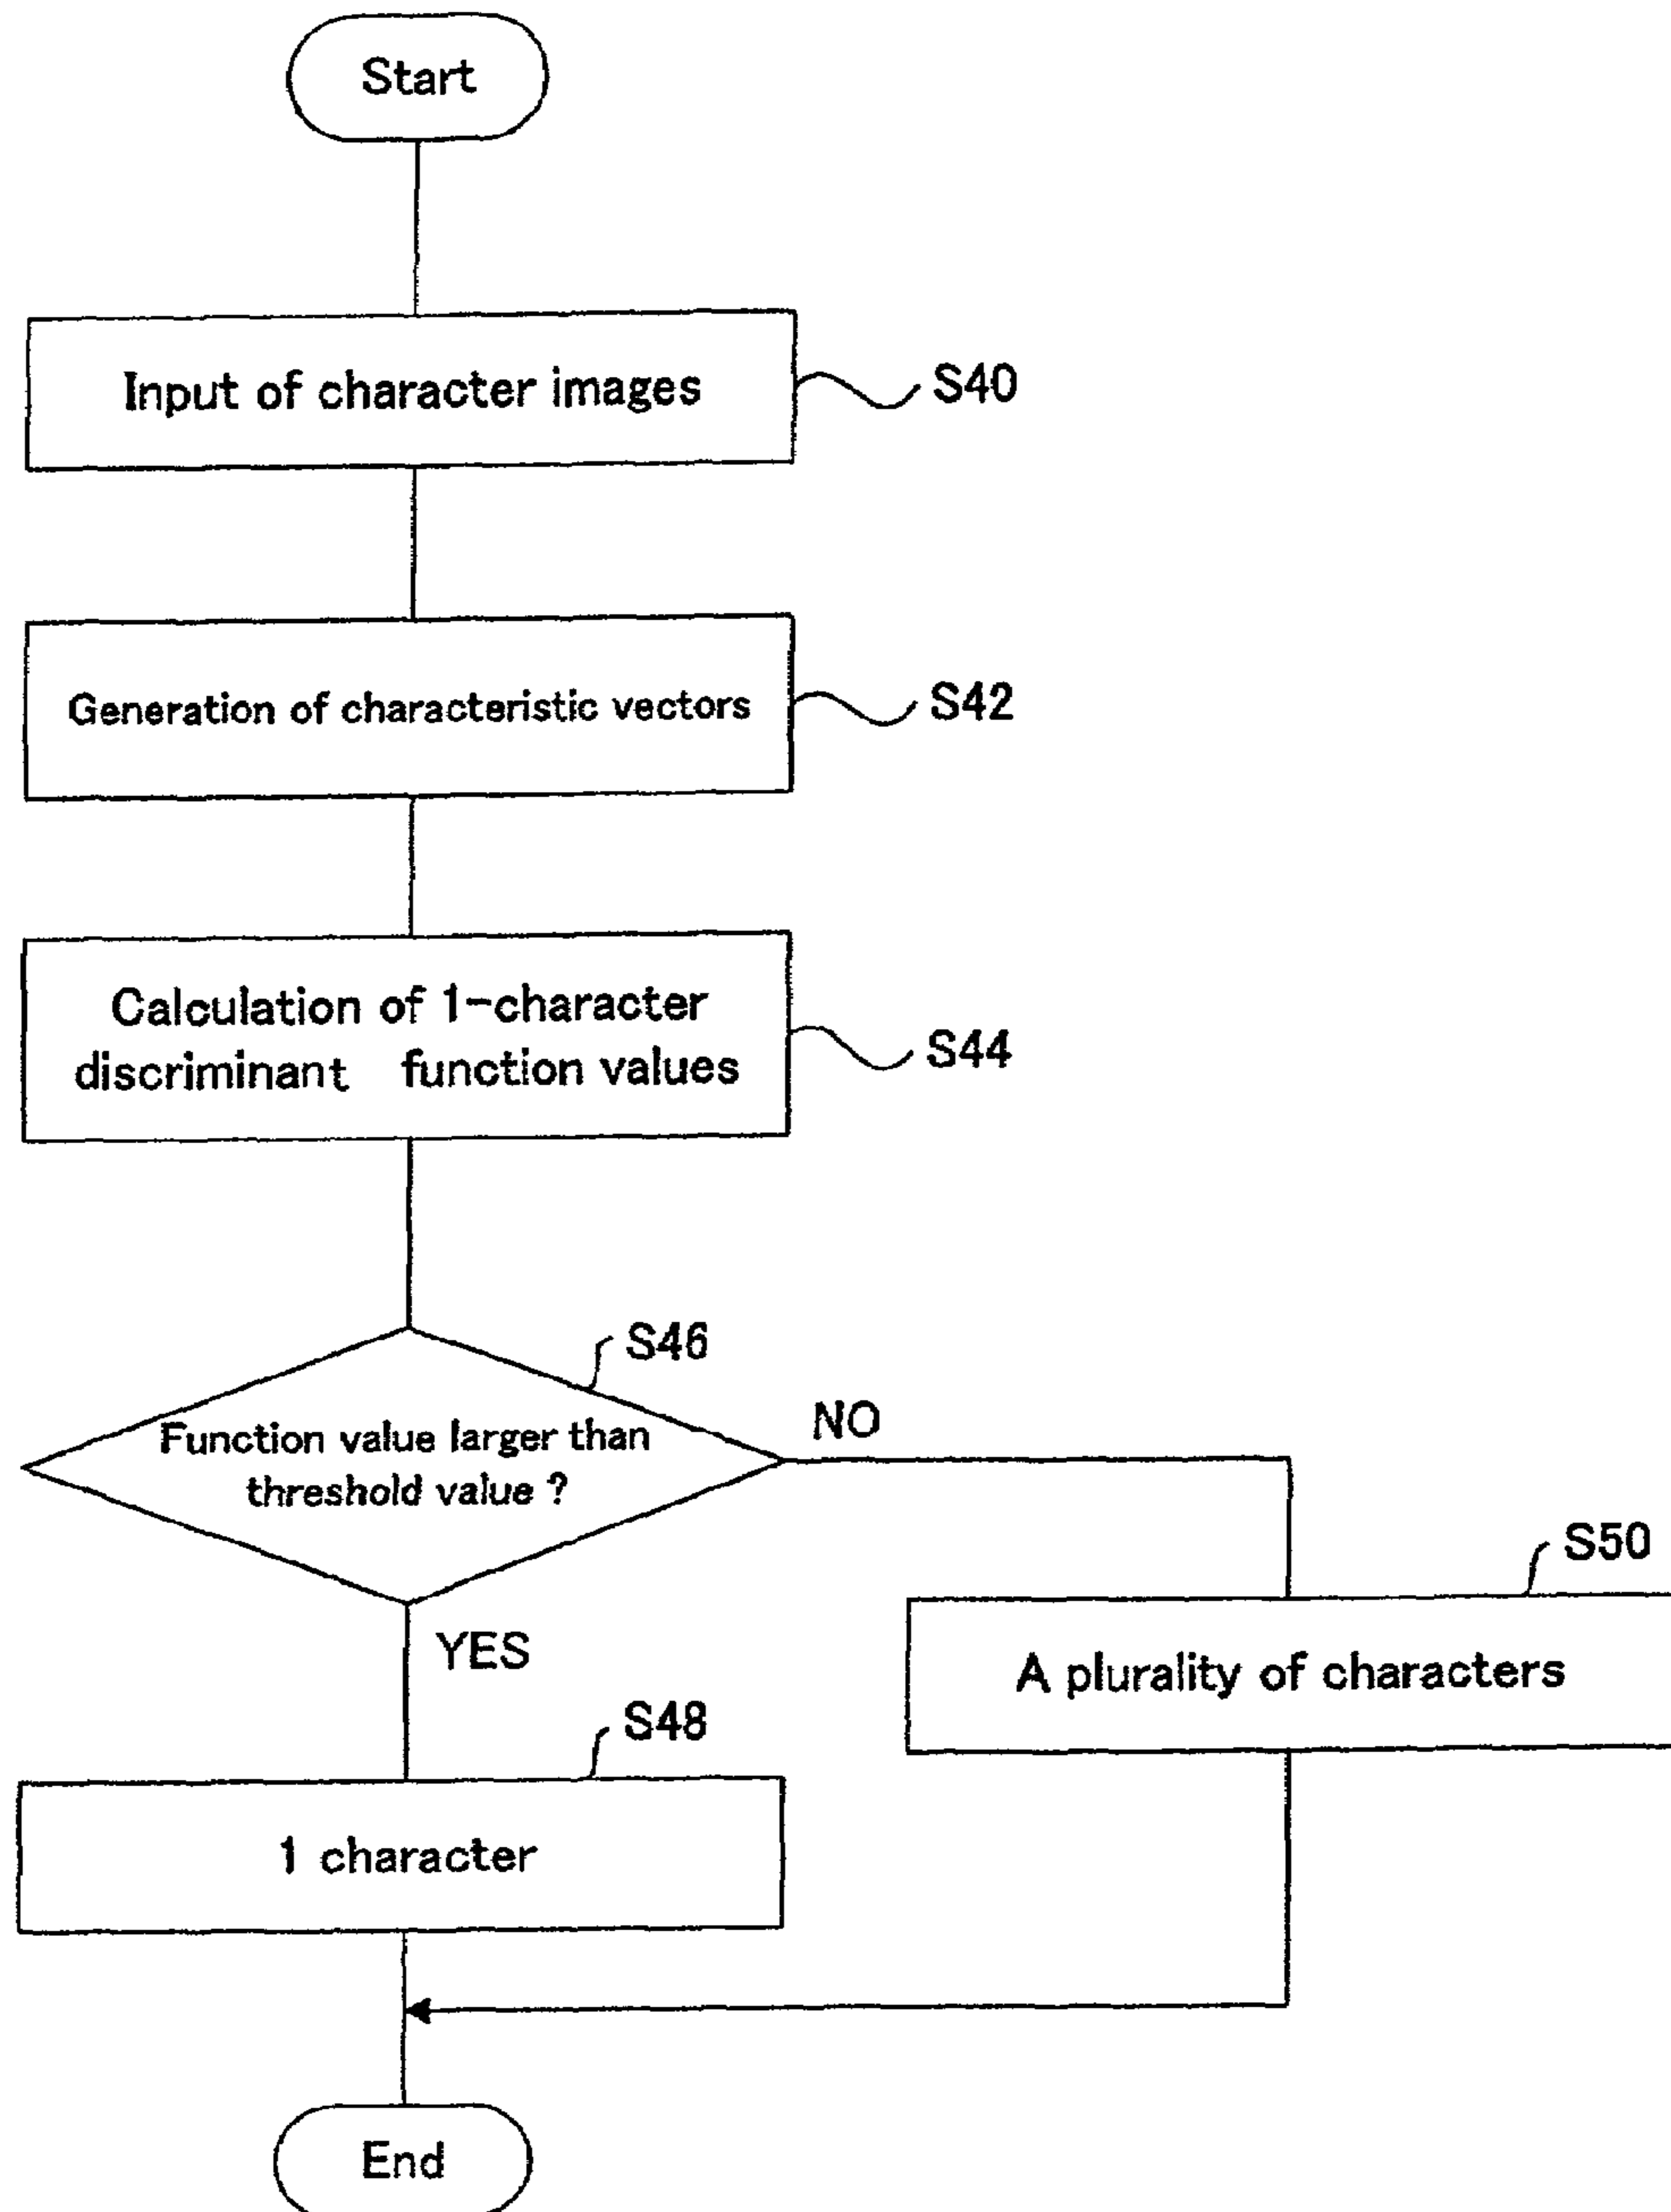 Start
Input of character images
S40
Generation of characteristic vectors
S42
Calculation of 1-character
discriminant function values
S44
S46
Function value larger than
threshold value ?
NO
YES
S50
A plurality of characters
S48
1 character
End